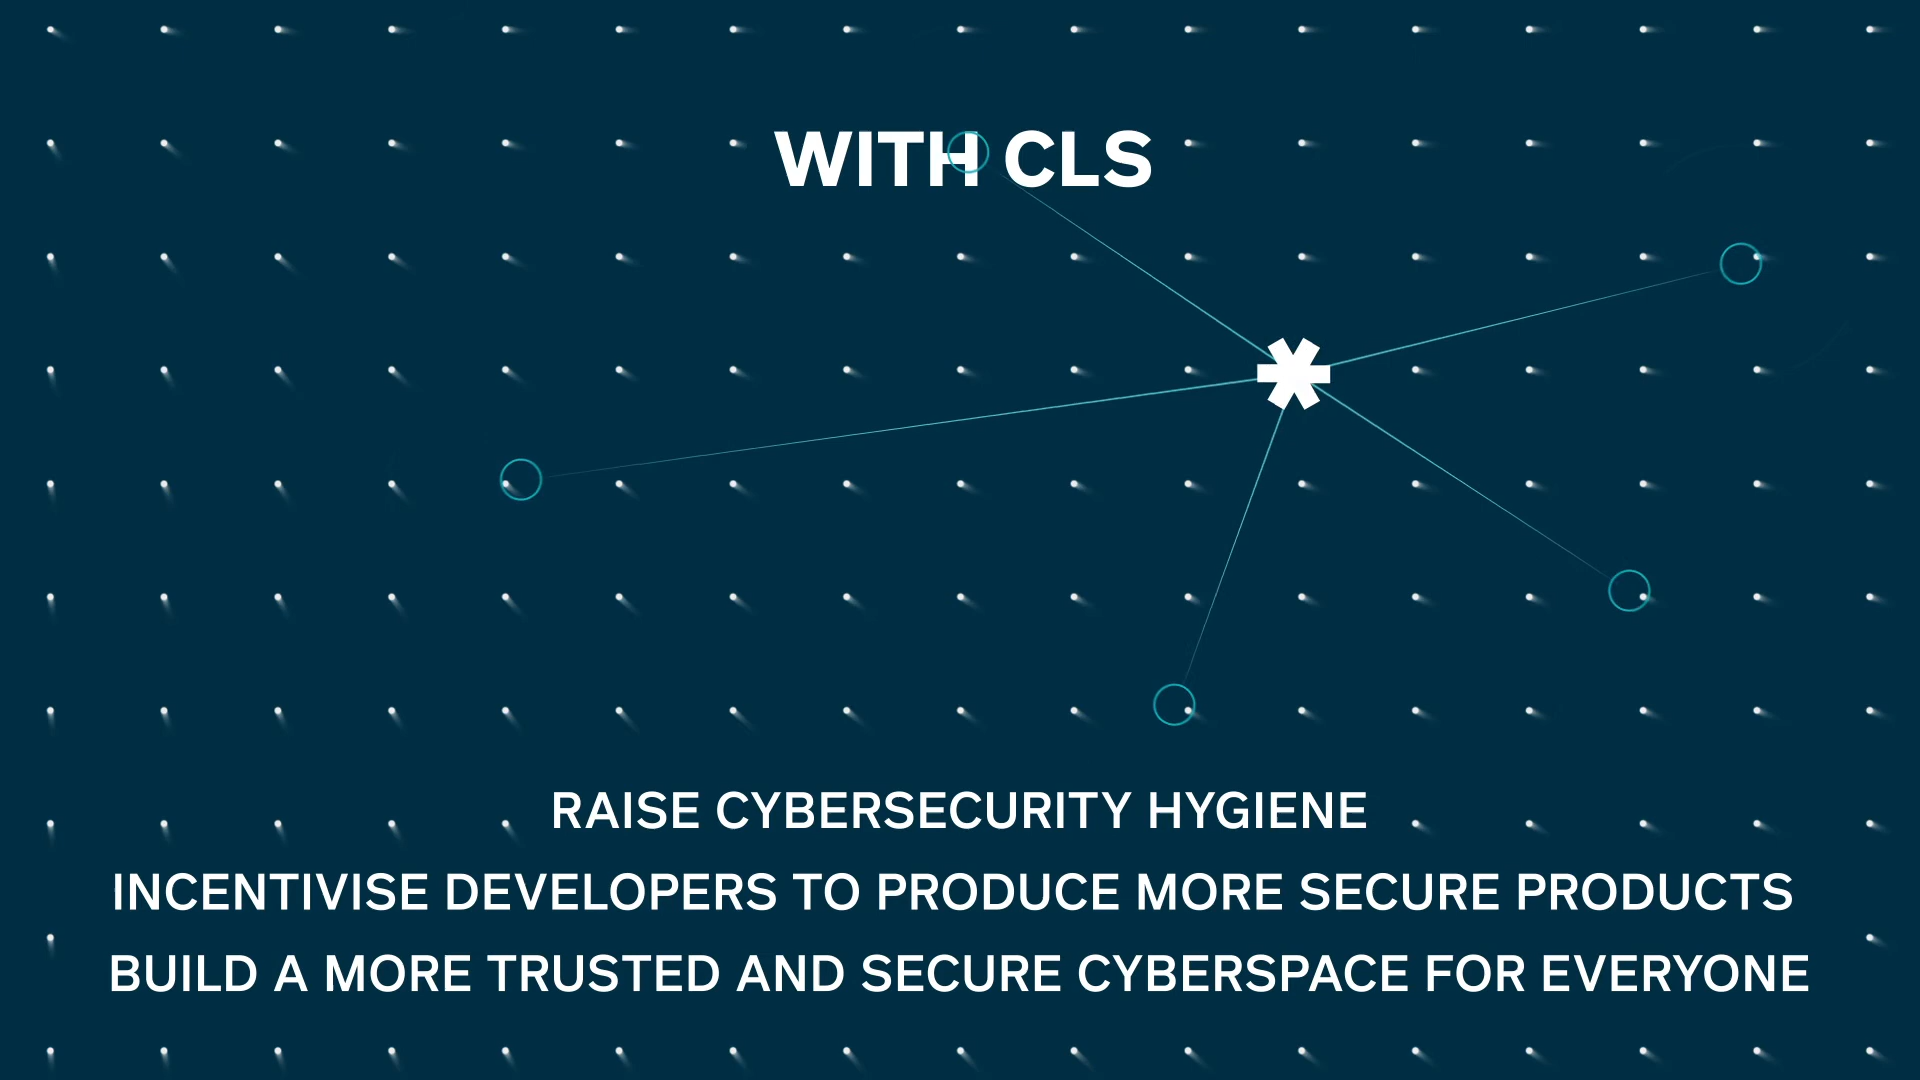 WITH CLS
RAISE CYBERSECURITY HYGIENE
INCENTIVISE DEVELOPERS TO PRODUCE MORE SECURE PRODUCTS
BUILD A MORE TRUSTED AND SECURE CYBERSPACE FOR EVERYONE